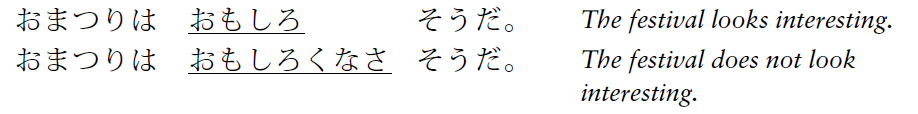 おまつりは おもしろ そうだ。 The festival looks interesting.
おまつりは おもしろくなさ そうだ。 The festival does not look
interesting.